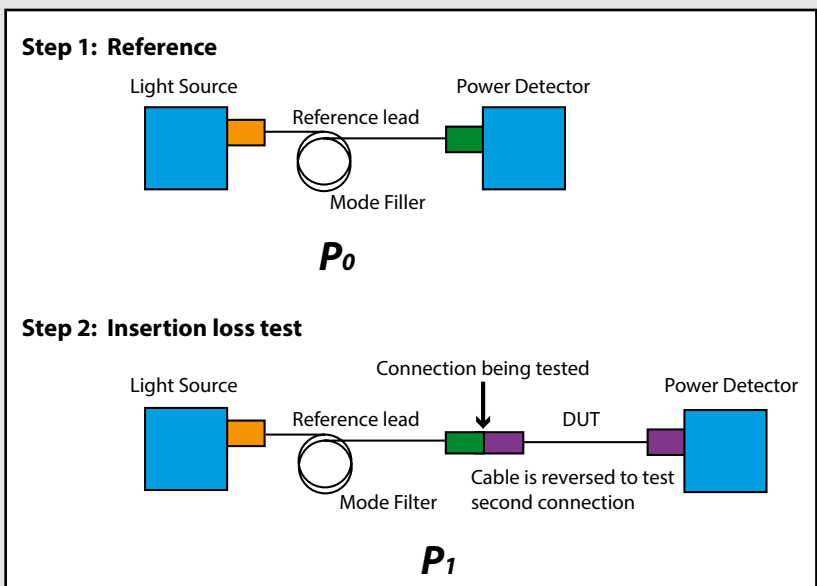 Step 1: Reference
Light Source
Power Detector
Reference lead
Mode Filler
P0
Step 2: Insertion loss test
Connection being tested
Light Source
Power Detector
Reference lead
DUT
Mode Filter
Cable is reversed to test
second connection
P1